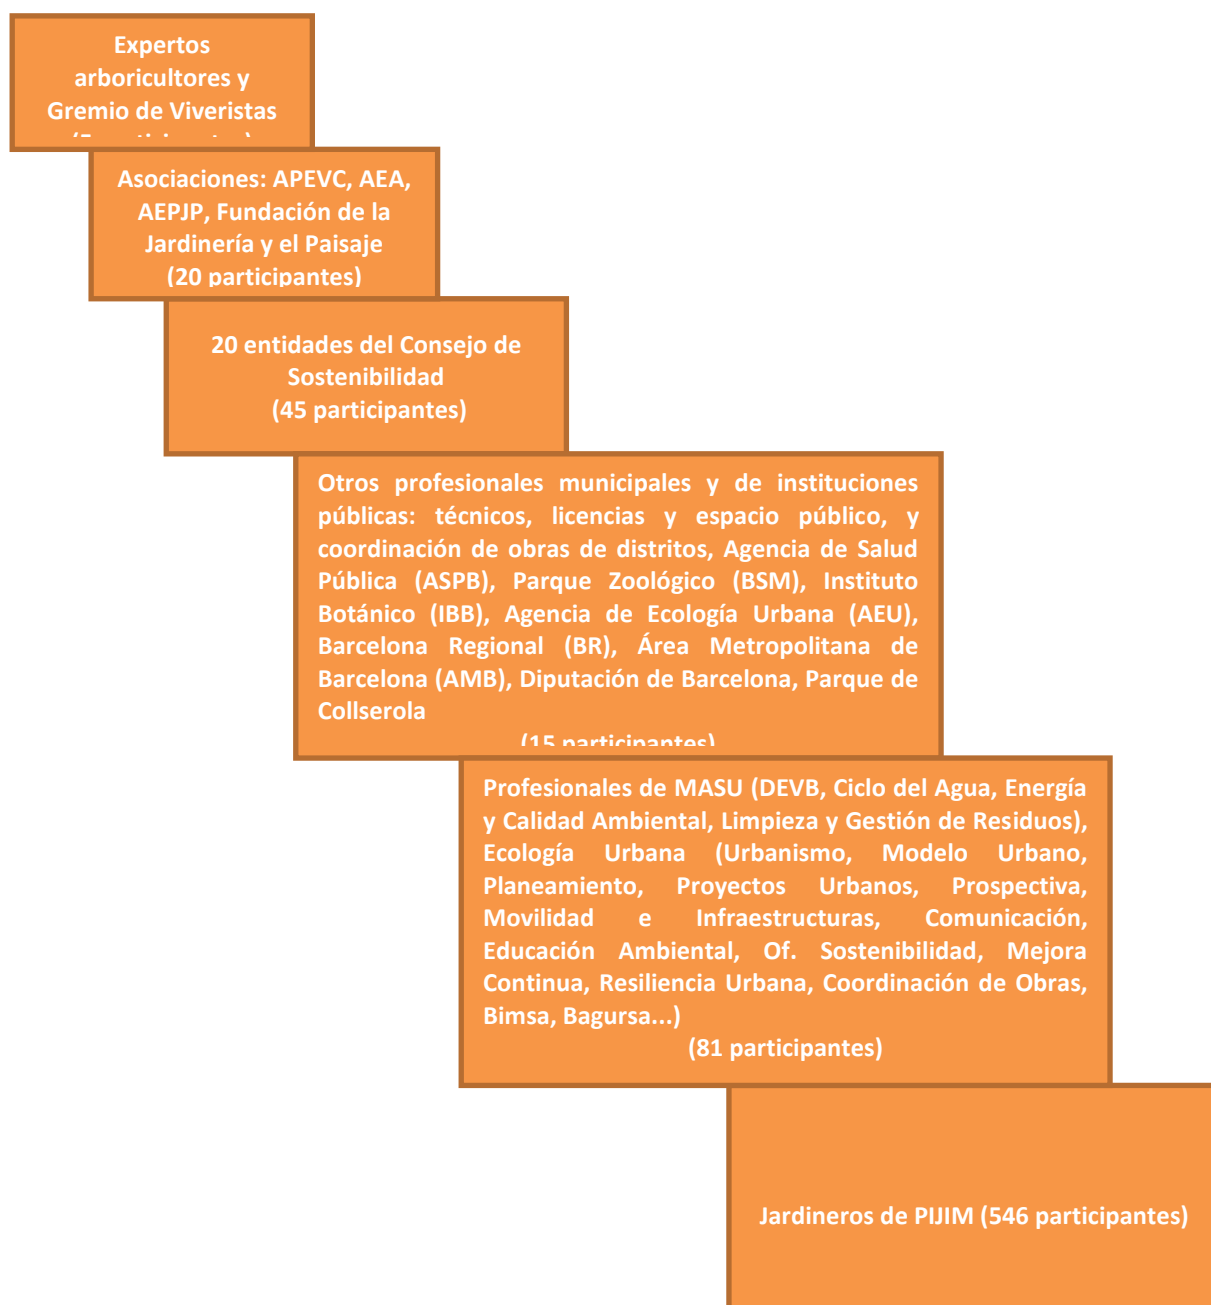 Expertos
arboricultores y
Gremio de Viveristas
Asociaciones: APEVC, AEA,
AEPJP, Fundación de la
Jardinería y el Paisaje
(20 participantes)
20 entidades del Consejo de
Sostenibilidad
(45 participantes)
Otros profesionales municipales y de instituciones
públicas: técnicos, licencias y espacio público, y
coordinación de obras de distritos, Agencia de Salud
Pública (ASPB), Parque Zoológico (BSM), Instituto
Botánico (IBB), Agencia de Ecología Urbana (AEU),
Barcelona Regional (BR), Área Metropolitana de
Barcelona (AMB), Diputación de Barcelona, Parque de
Collserola
(15 participantes)
Profesionales de MASU (DEVB, Ciclo del Agua, Energía
y Calidad Ambiental, Limpieza y Gestión de Residuos),
Ecología Urbana (Urbanismo, Modelo Urbano,
Planeamiento, Proyectos Urbanos, Prospectiva,
Movilidad e Infraestructuras, Comunicación,
Educación Ambiental, Of. Sostenibilidad, Mejora
Continua, Resiliencia Urbana, Coordinación de Obras,
Bimsa, Bagursa...)
(81 participantes)
Jardineros de PIJIM (546 participantes)